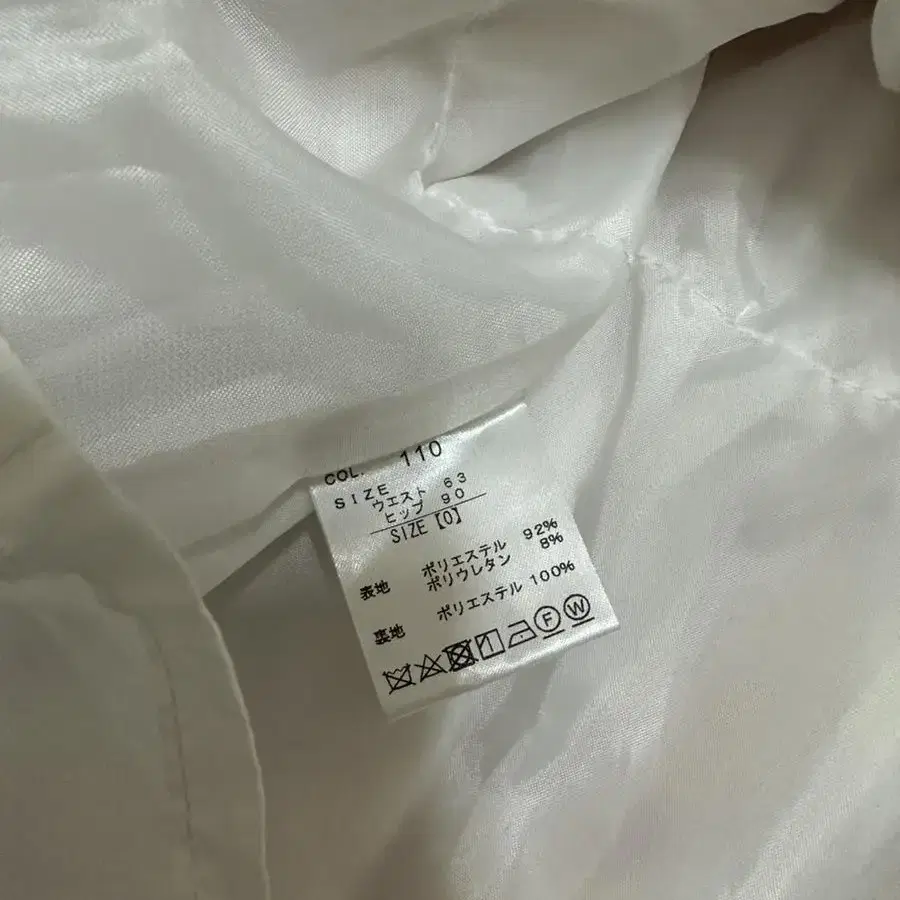 COL. 110
SIZE
ウエスト 63
ヒップ 90
SIZE【0】
表地 ポリエステル 92%
ポリウレタン 8%
裏地 ポリエステル 100%
F W